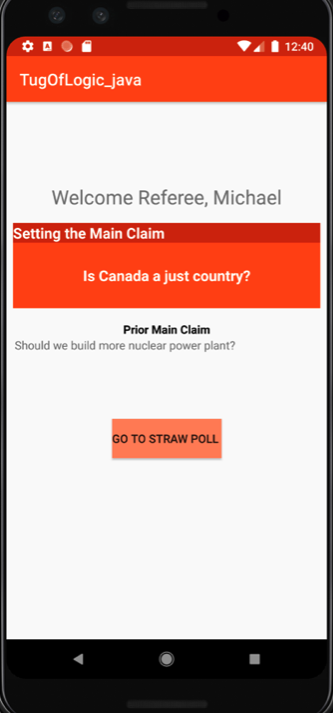 12:40
TugOfLogic_java
Welcome Referee, Michael
Setting the Main Claim
Is Canada a just country?
Prior Main Claim
Should we build more nuclear power plant?
GO TO STRAW POLL